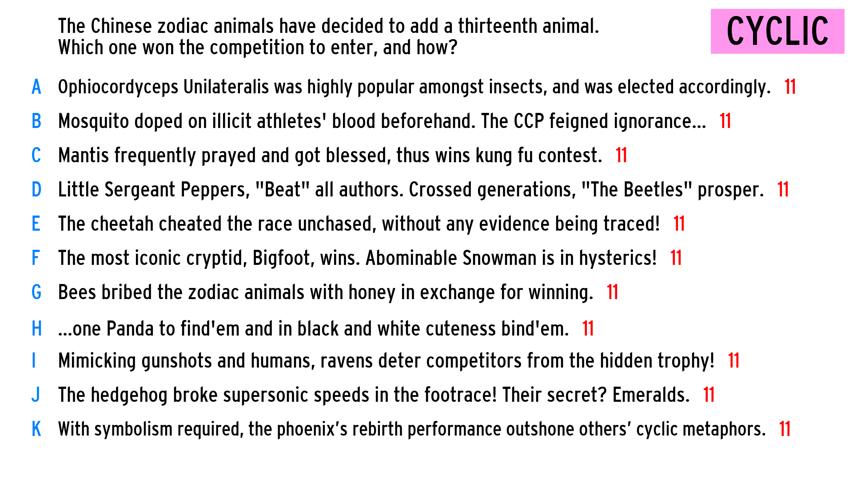 The Chinese zodiac animals have decided to add a thirteenth animal.
Which one won the competition to enter, and how?
CYCLIC
A Ophiocordyceps Unilateralis was highly popular amongst insects, and was elected accordingly. 11
B Mosquito doped on illicit athletes' blood beforehand. The CCP feigned ignorance... 11
C Mantis frequently prayed and got blessed, thus wins kung fu contest. 11
D Little Sergeant Peppers, "Beat" all authors. Crossed generations, "The Beetles" prosper. 11
E The cheetah cheated the race unchased, without any evidence being traced! 11
F The most iconic cryptid, Bigfoot, wins. Abominable Snowman is in hysterics! 11
G Bees bribed the zodiac animals with honey in exchange for winning. 11
H ...one Panda to find'em and in black and white cuteness bind'em. 11
I Mimicking gunshots and humans, ravens deter competitors from the hidden trophy! 11
J The hedgehog broke supersonic speeds in the footrace! Their secret? Emeralds. 11
K With symbolism required, the phoenix’s rebirth performance outshone others’ cyclic metaphors. 11